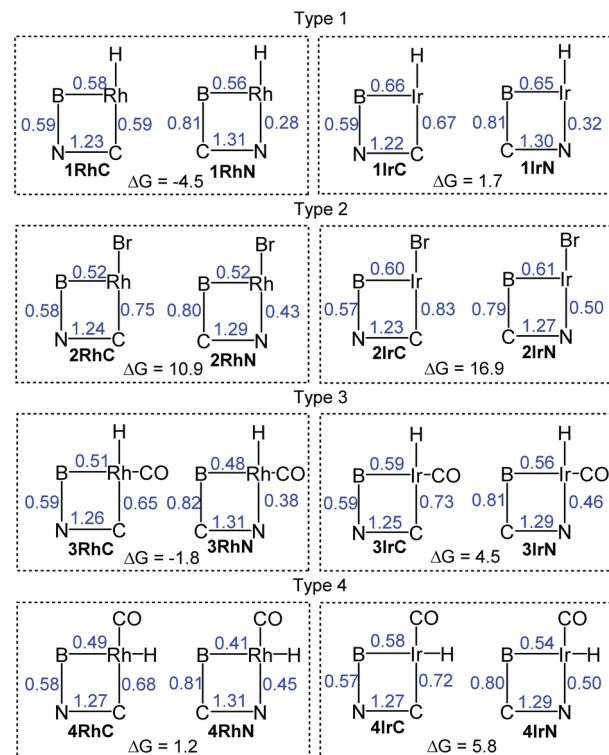 Type 1
H H H H
0.58 0.56 0.66 0.65
B Rh B Rh B Ir B Ir
0.59 0.59 0.81 0.28 0.59 0.67 0.81 0.32
1.23 1.31 1.22 1.30
N C C N N C C N
1RhC 1RhN 1IrC 1IrN
ΔG = -4.5 ΔG = 1.7
Type 2
Br Br Br Br
0.52 0.52 0.60 0.61
B Rh B Rh B Ir B Ir
0.58 0.75 0.80 0.43 0.57 0.83 0.79 0.50
1.24 1.29 1.23 1.27
N C C N N C C N
2RhC 2RhN 2IrC 2IrN
ΔG = 10.9 ΔG = 16.9
Type 3
H H H H
0.51 0.48 0.59 0.56
B Rh-CO B Rh-CO B Ir-CO B Ir-CO
0.59 0.65 0.82 0.38 0.59 0.73 0.81 0.46
1.26 1.31 1.25 1.29
N C C N N C C N
3RhC 3RhN 3IrC 3IrN
ΔG = -1.8 ΔG = 4.5
Type 4
CO CO CO CO
0.49 0.41 0.58 0.54
B Rh-H B Rh-H B Ir-H B Ir-H
0.58 0.68 0.81 0.45 0.57 0.72 0.80 0.50
1.27 1.31 1.27 1.29
N C C N N C C N
4RhC 4RhN 4IrC 4IrN
ΔG = 1.2 ΔG = 5.8